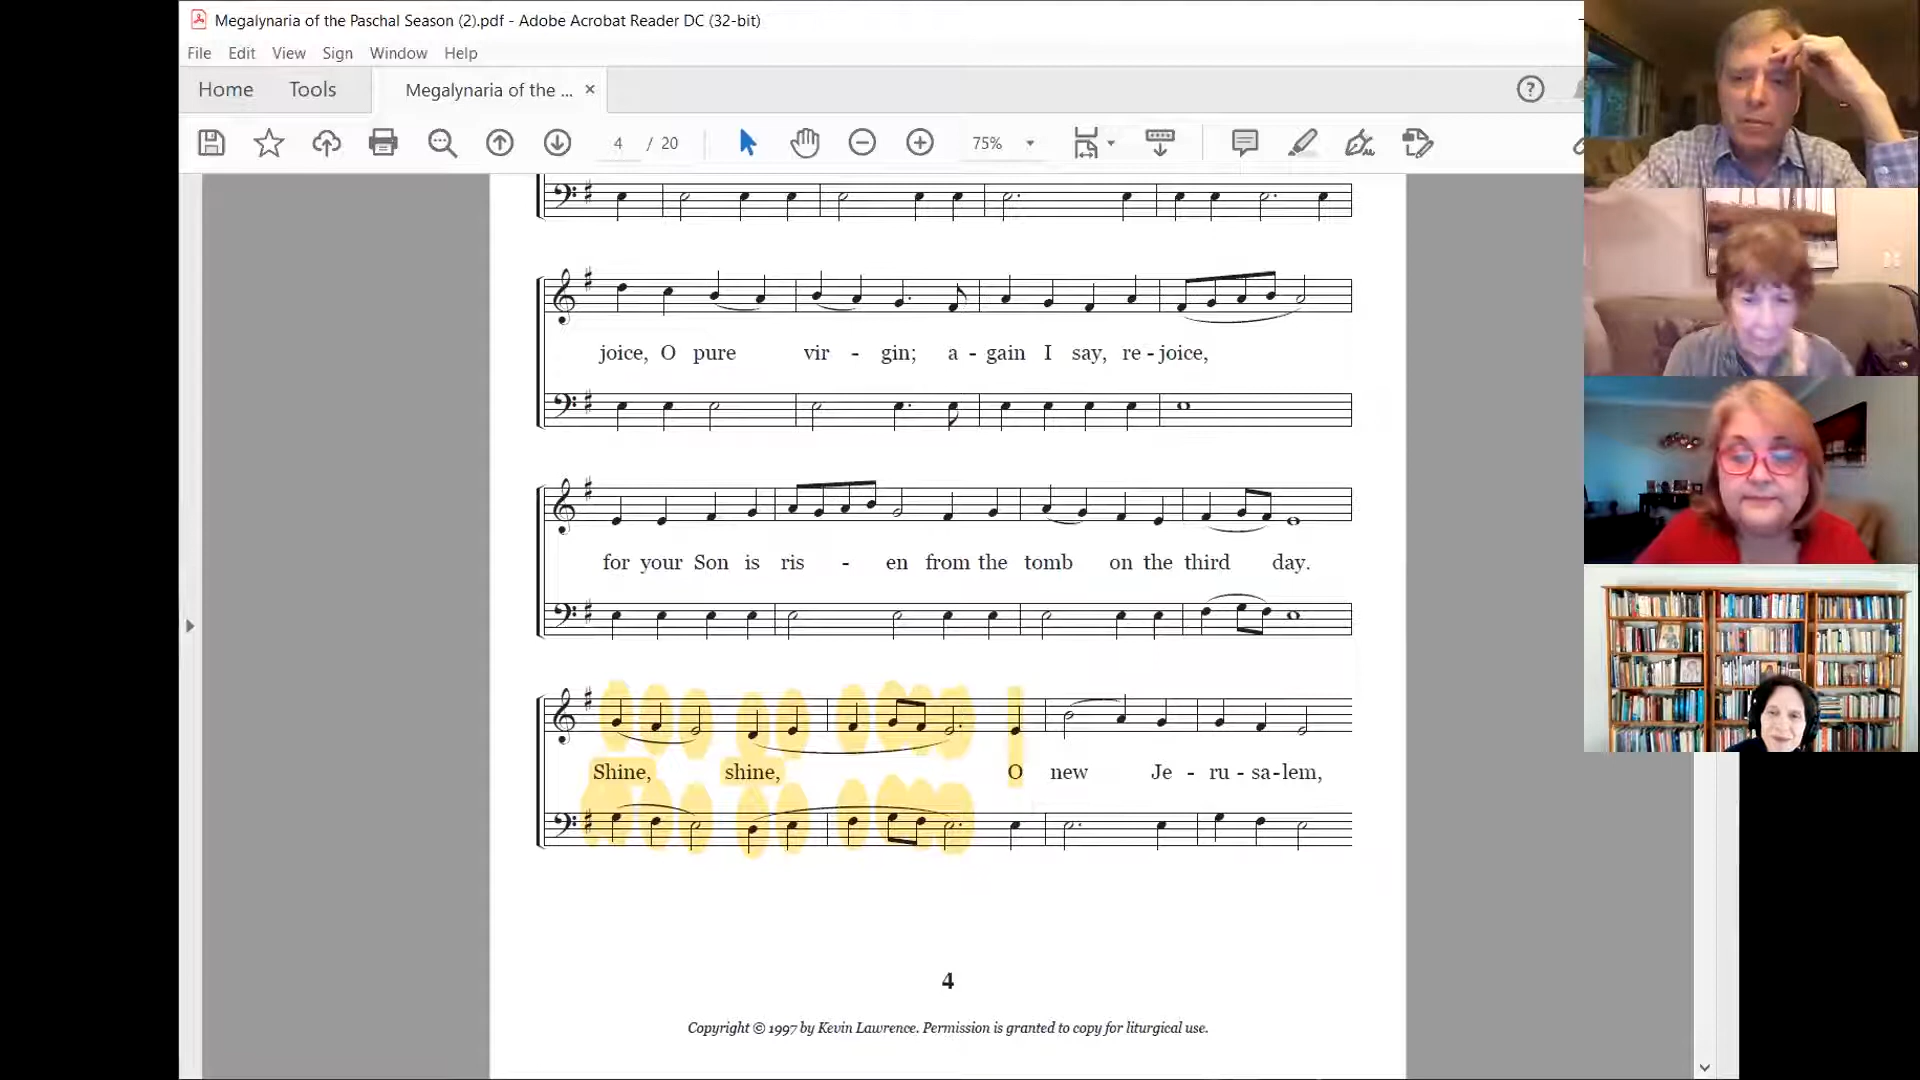 Megalynaria of the Paschal Season (2).pdf - Adobe Acrobat Reader DC (32-bit)
File Edit View Sign Window Help
Home Tools Megalynaria of the ... ×
4 / 20 75%
joice, O pure vir - gin; a - gain I say, re - joice,
for your Son is ris - en from the tomb on the third day.
Shine, shine, O new Je - ru - sa - lem,
4
Copyright © 1997 by Kevin Lawrence. Permission is granted to copy for liturgical use.